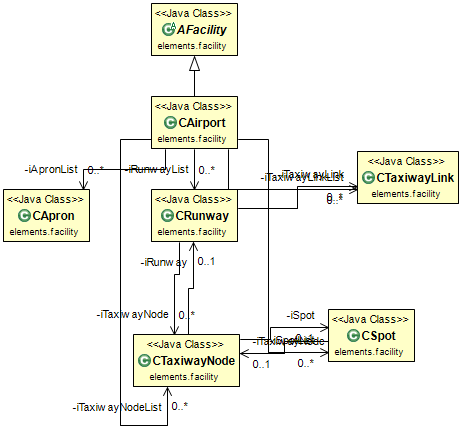 <<Java Class>>
AFacility
elements.facility
<<Java Class>>
CAirport
elements.facility
-iApronList
0..*
-iRunwayList
0..*
-iTaxiwayLink
-iTaxiwayLinkList
0..*
<<Java Class>>
CApron
elements.facility
<<Java Class>>
CRunway
elements.facility
<<Java Class>>
CTaxiwayLink
elements.facility
-iRunway
0..1
-iTaxiwayNode
0..*
-iSpot
0..1
-iSpotList
-iTaxiwayNode
0..1
0..*
<<Java Class>>
CTaxiwayNode
elements.facility
<<Java Class>>
CSpot
elements.facility
-iTaxiwayNodeList
0..*